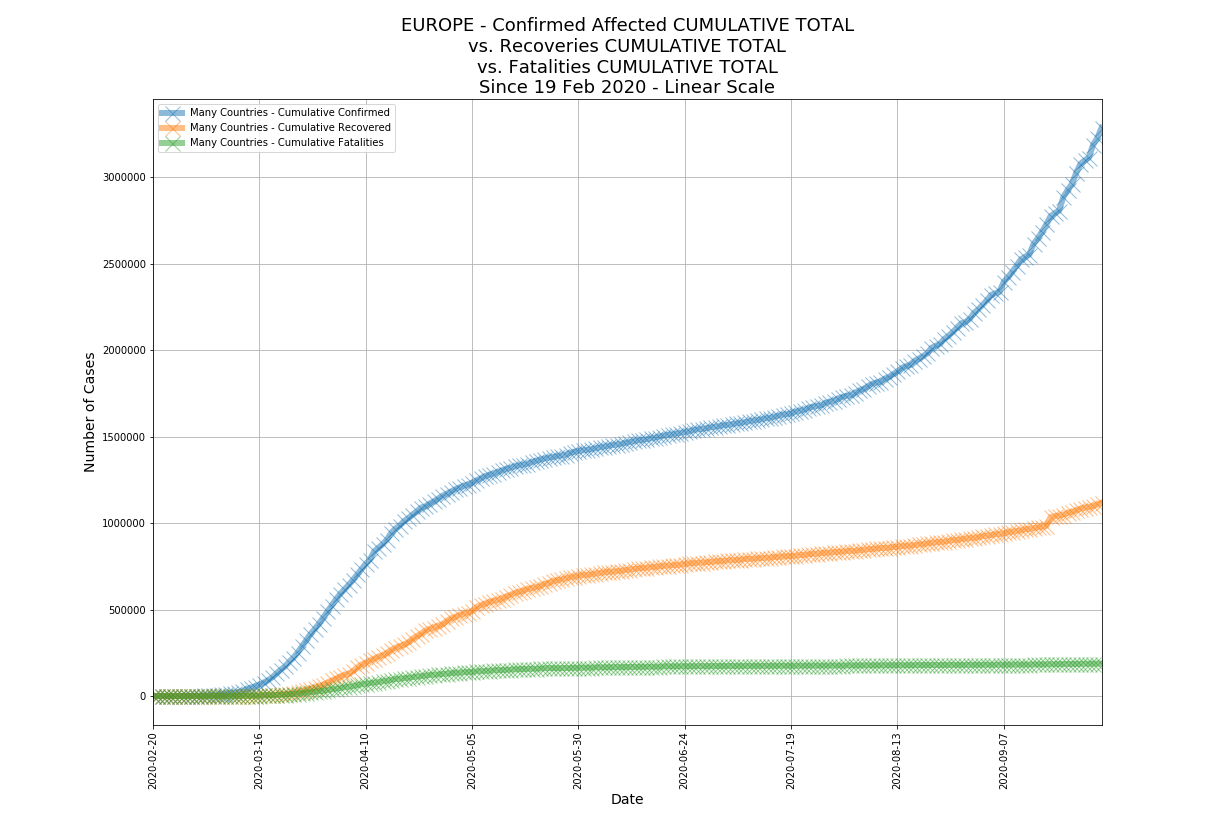 EUROPE - Confirmed Affected CUMULATIVE TOTAL
vs. Recoveries CUMULATIVE TOTAL
vs. Fatalities CUMULATIVE TOTAL
Since 19 Feb 2020 - Linear Scale
Many Countries - Cumulative Confirmed
Many Countries - Cumulative Recovered
Many Countries - Cumulative Fatalities
Number of Cases
3000000
2500000
2000000
1500000
1000000
500000
0
2020-02-20
2020-03-16
2020-04-10
2020-05-05
2020-05-30
2020-06-24
2020-07-19
2020-08-13
2020-09-07
Date